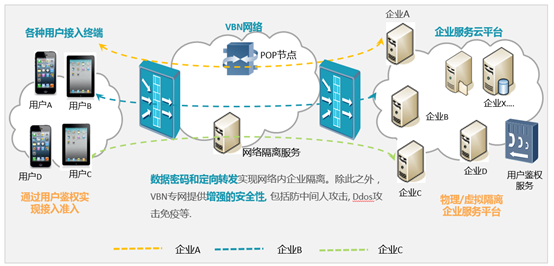 企业A
各种用户接入终端
VBN网络
企业服务云平台
POP节点
用户A
用户B
企业X....
企业B
网络隔离服务
用户D
用户C
企业C
企业D
用户鉴权
服务
数据密码和定向转发实现网络内企业隔离。除此之外，
VBN专网提供增强的安全性, 包括防中间人攻击, Ddos攻
击免疫等.
通过用户鉴权实
现接入准入
物理/虚拟隔离
企业服务平台
企业A
企业B
企业C